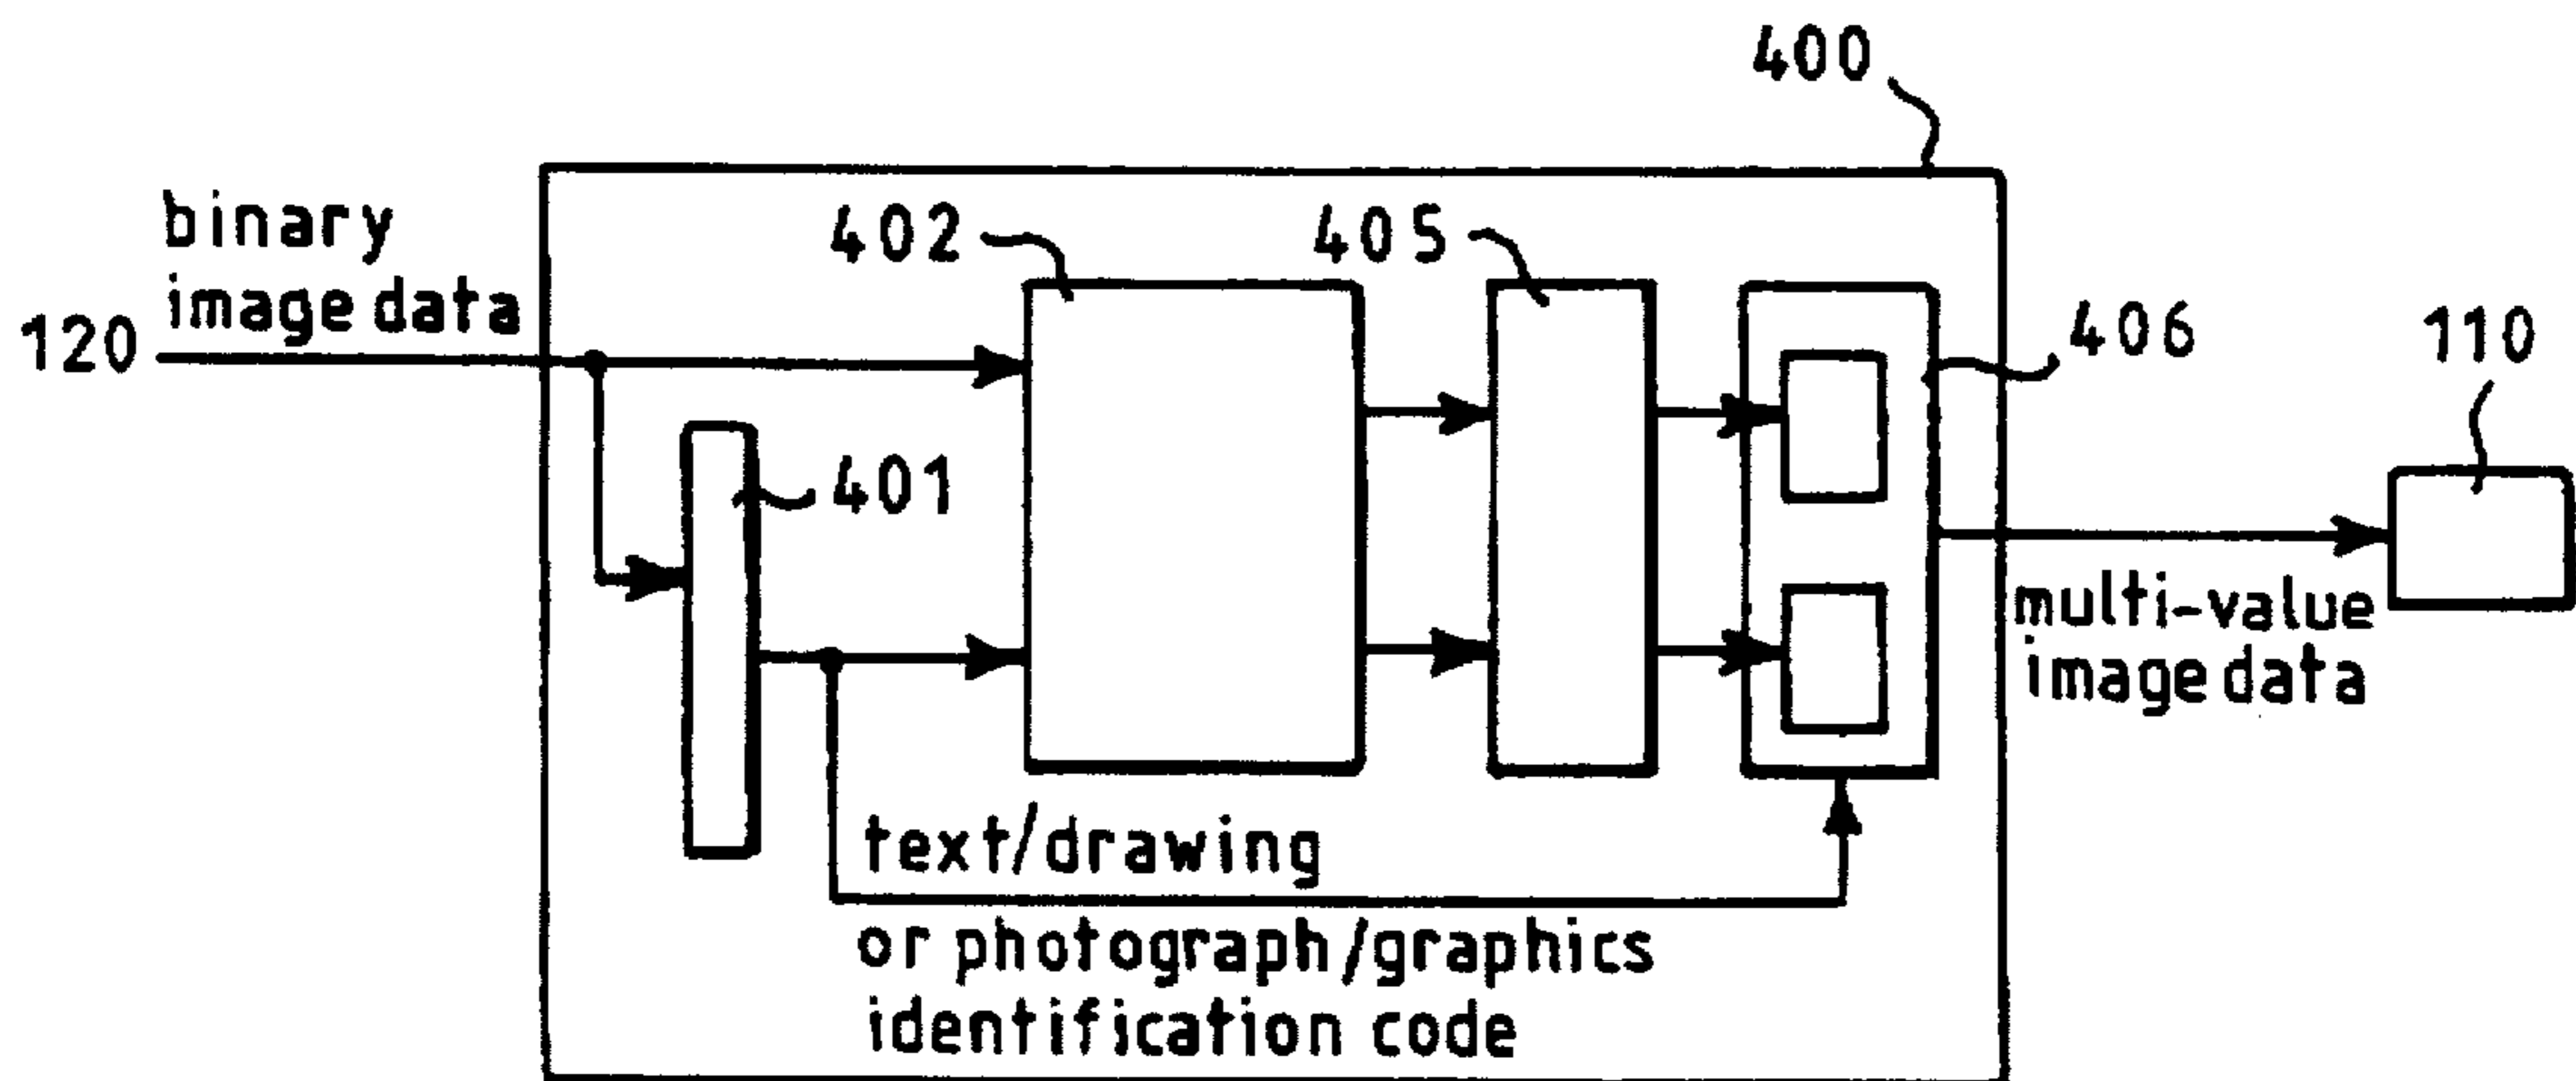 400
binary
image data
402
405
120
406
110
401
multi-value
image data
text/drawing
or photograph/graphics
identification code